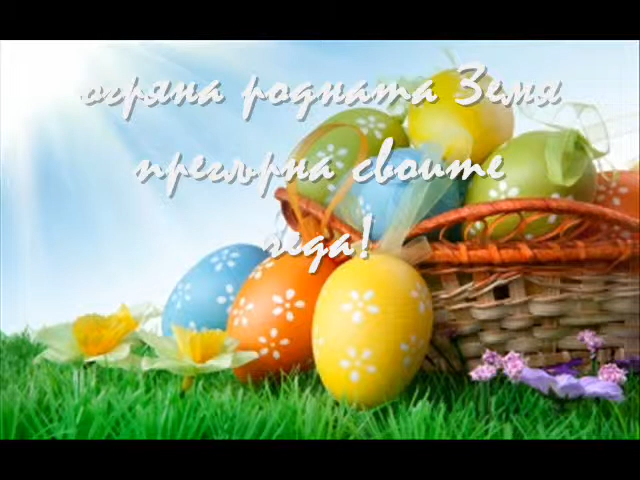 огряна родната Земя
прегърна своите
чеда!